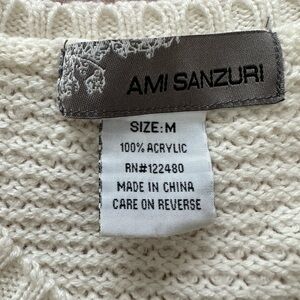 AMI SANZURI
SIZE: M
100% ACRYLIC
RN#122480
MADE IN CHINA
CARE ON REVERSE